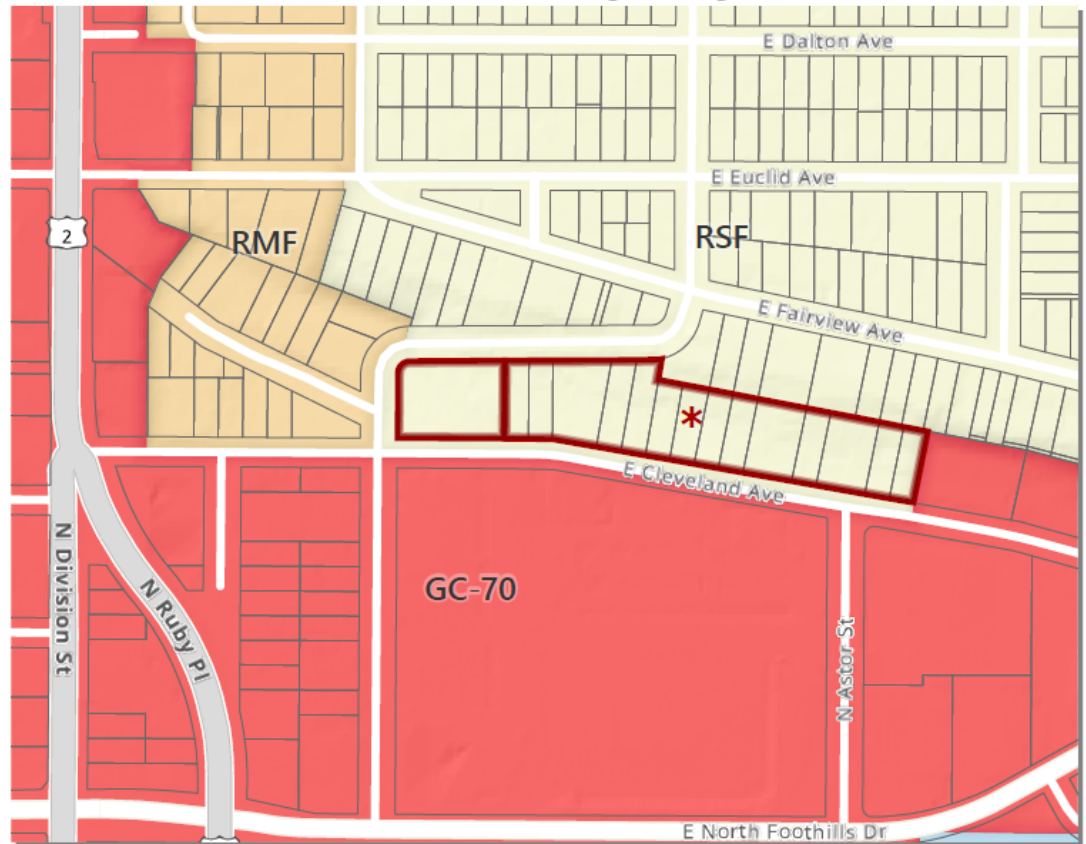 E Dalton Ave
E Euclid Ave
2
RMF
RSF
E Fairview Ave
*
E Cleveland Ave
N Division St
N Ruby Pl
GC-70
N Astor St
E North Foothills Dr